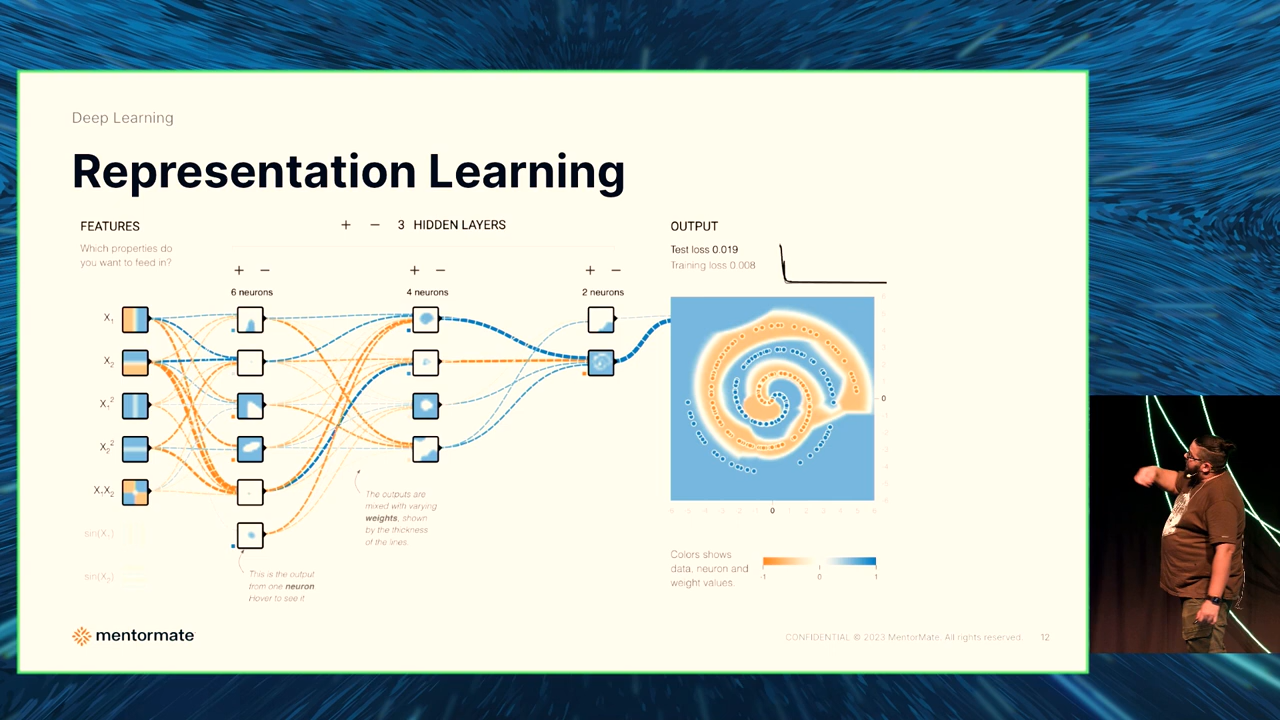 Deep Learning
Representation Learning
FEATURES
Which properties do
you want to feed in?
+ − 3 HIDDEN LAYERS
+ −
6 neurons
+ −
4 neurons
+ −
2 neurons
OUTPUT
Test loss 0.019
Training loss 0.008
X₁
X₂
X₁²
X₂²
X₁X₂
sin(X₁)
sin(X₂)
The outputs are
mixed with varying
weights, shown
by the thickness
of the lines.
This is the output
from one neuron
Hover to see it
0
0
Colors shows
data, neuron and
weight values.
-1 0 1
mentormate
CONFIDENTIAL © 2023 MentorMate. All rights reserved. 12